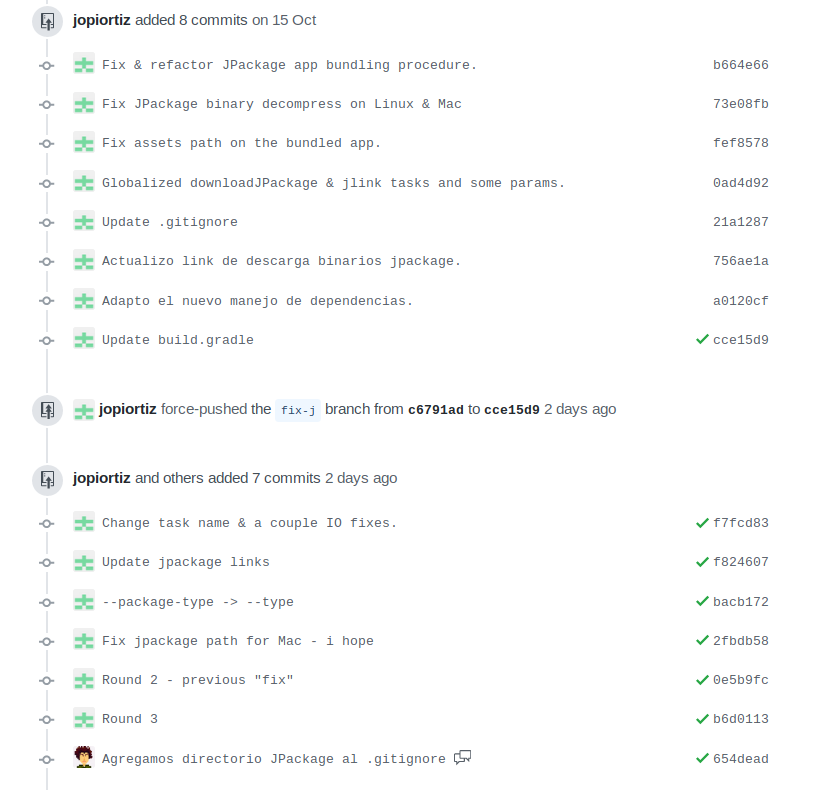 jopiortiz added 8 commits on 15 Oct
Fix & refactor JPackage app bundling procedure. b664e66
Fix JPackage binary decompress on Linux & Mac 73e08fb
Fix assets path on the bundled app. fef8578
Globalized downloadJPackage & jlink tasks and some params. 0ad4d92
Update .gitignore 21a1287
Actualizo link de descarga binarios jpackage. 756ae1a
Adapto el nuevo manejo de dependencias. a0120cf
Update build.gradle cce15d9
jopiortiz force-pushed the fix-j branch from c6791ad to cce15d9 2 days ago
jopiortiz and others added 7 commits 2 days ago
Change task name & a couple IO fixes. f7fcd83
Update jpackage links f824607
--package-type -> --type bacb172
Fix jpackage path for Mac - i hope 2fbdb58
Round 2 - previous "fix" 0e5b9fc
Round 3 b6d0113
Agregamos directorio JPackage al .gitignore 654dead